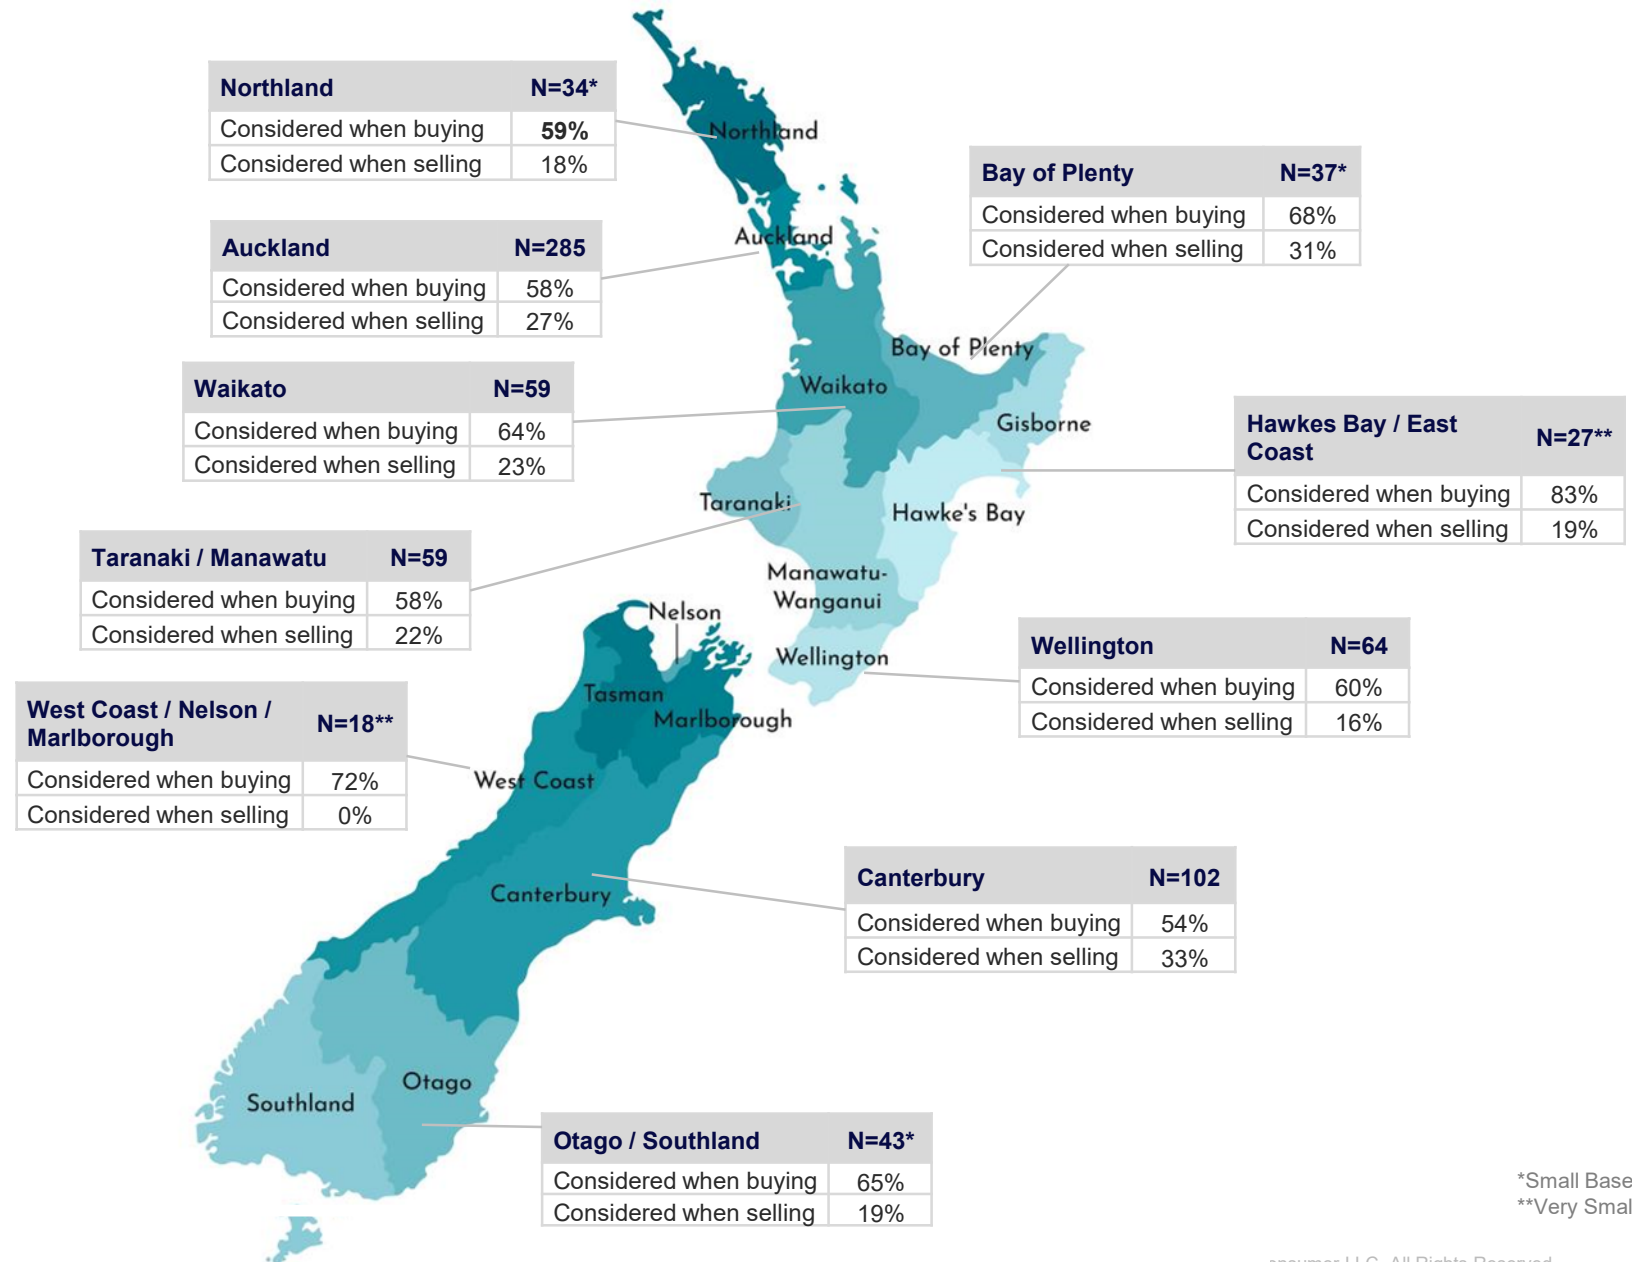 Northland N=34*
Considered when buying 59%
Considered when selling 18%
Auckland N=285
Considered when buying 58%
Considered when selling 27%
Waikato N=59
Considered when buying 64%
Considered when selling 23%
Taranaki / Manawatu N=59
Considered when buying 58%
Considered when selling 22%
West Coast / Nelson /
Marlborough N=18**
Considered when buying 72%
Considered when selling 0%
Bay of Plenty N=37*
Considered when buying 68%
Considered when selling 31%
Hawkes Bay / East
Coast N=27**
Considered when buying 83%
Considered when selling 19%
Wellington N=64
Considered when buying 60%
Considered when selling 16%
Canterbury N=102
Considered when buying 54%
Considered when selling 33%
Otago / Southland N=43*
Considered when buying 65%
Considered when selling 19%
Northland
Auckland
Bay of Plenty
Waikato
Gisborne
Taranaki
Hawke's Bay
Manawatu-
Wanganui
Nelson
Wellington
Tasman
Marlborough
West Coast
Canterbury
Otago
Southland
*Small Base
**Very Smal
LLC. All Rights Reserved